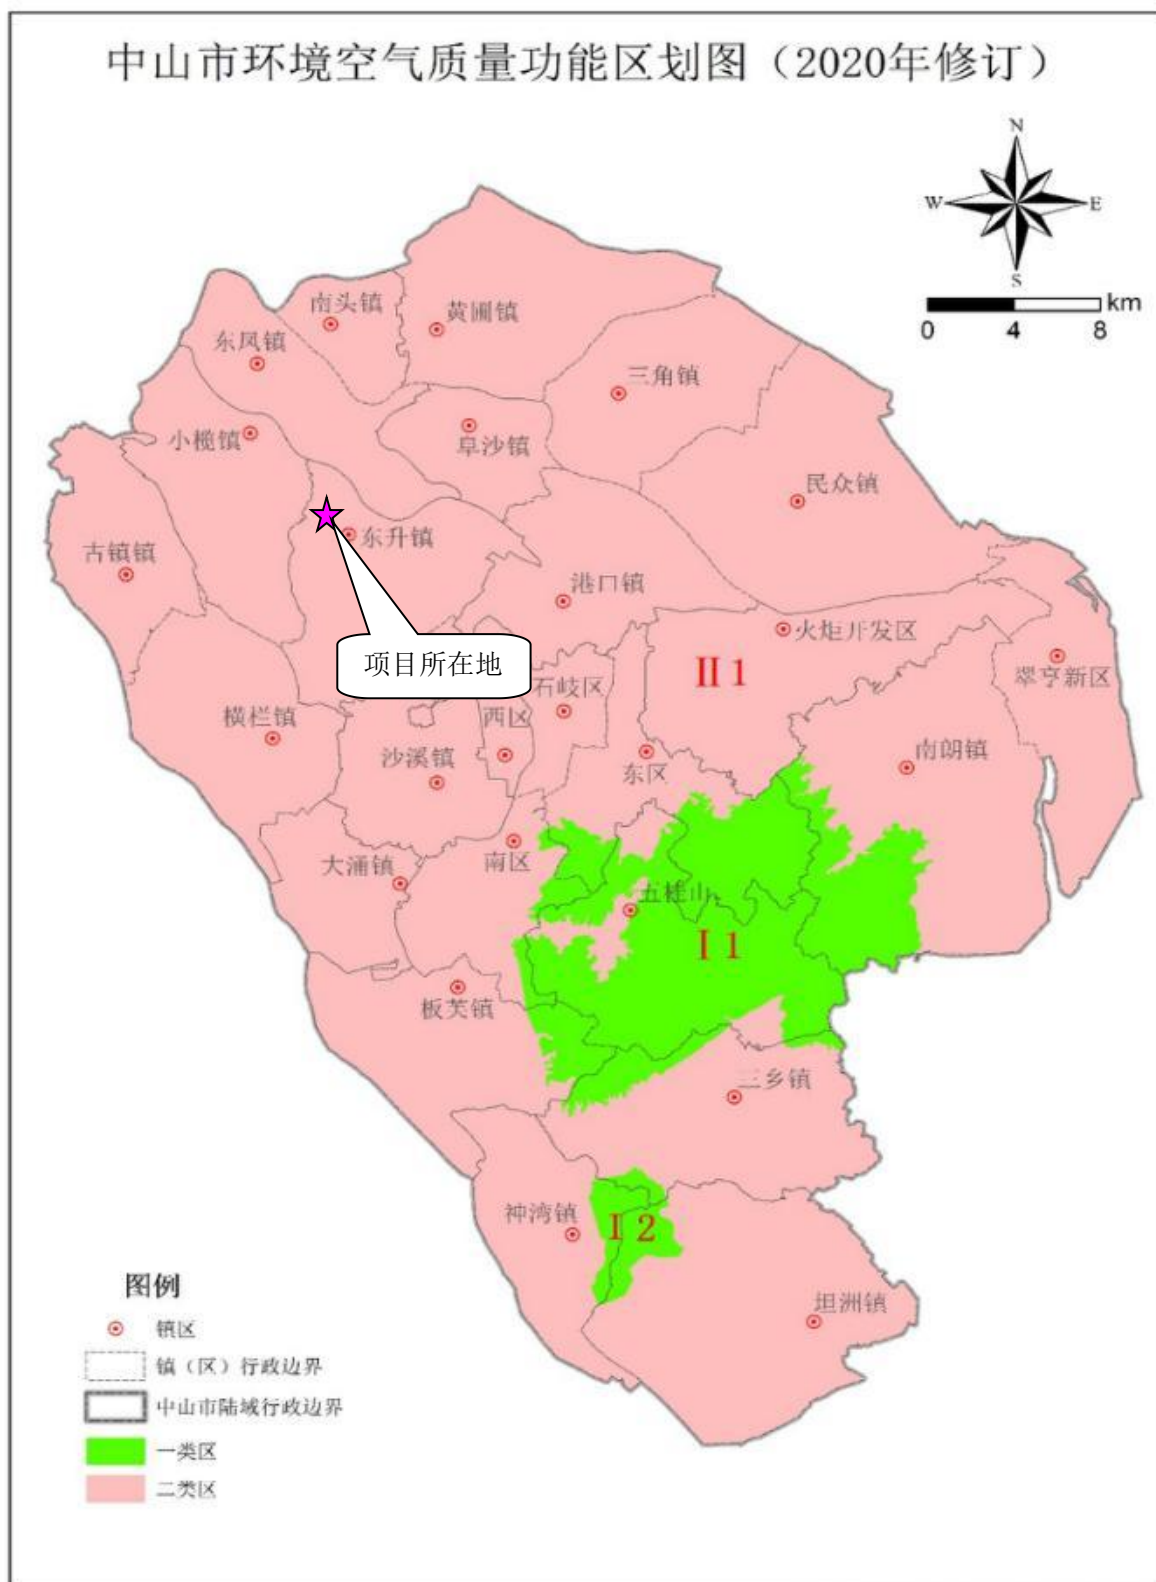 中山市环境空气质量功能区划图（2020年修订）
N
W
E
S
km
0
4
8
南头镇
黄圃镇
东凤镇
三角镇
小榄镇
阜沙镇
民众镇
东升镇
古镇镇
港口镇
火炬开发区
项目所在地
II 1
翠亨新区
石岐区
横栏镇
西区
沙溪镇
东区
南朗镇
大涌镇
南区
五桂山
I 1
板芙镇
三乡镇
神湾镇
I 2
坦洲镇
图例
镇区
镇（区）行政边界
中山市陆域行政边界
一类区
二类区